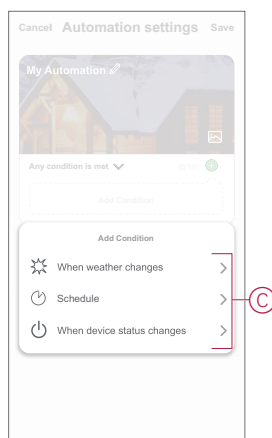 Cancel Automation settings Save
My Automation
Any condition is met
Add Condition
Add Condition
When weather changes
Schedule
C
When device status changes